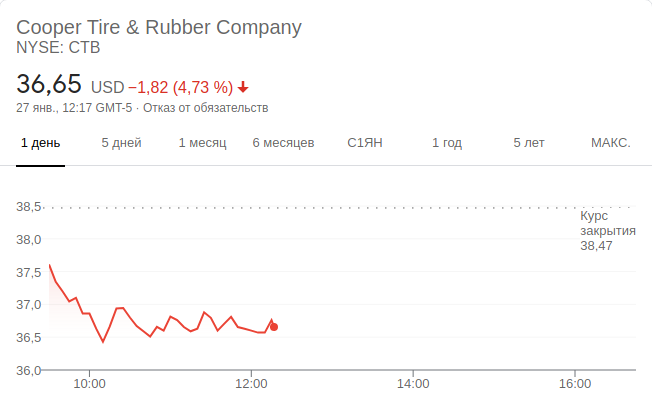 Cooper Tire & Rubber Company
NYSE: CTB
36,65 USD −1,82 (4,73 %)
27 янв., 12:17 GMT-5 · Отказ от обязательств
1 день 5 дней 1 месяц 6 месяцев С1ЯН 1 год 5 лет МАКС.
38,5
Курс
закрытия
38,47
38,0
37,5
37,0
36,5
36,0
10:00 12:00 14:00 16:00